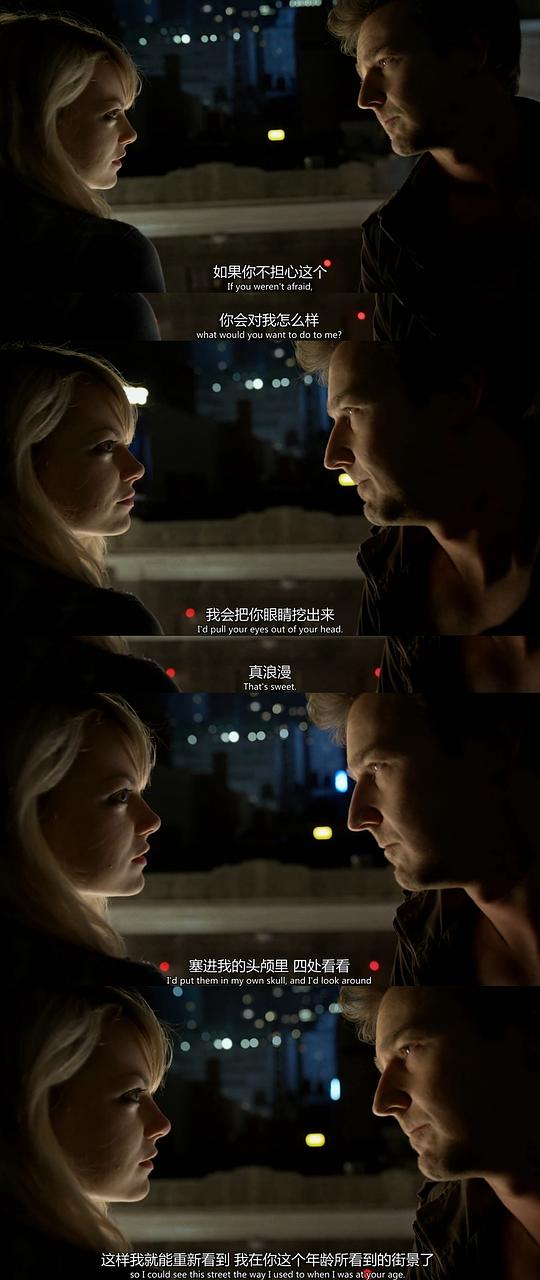 如果你不担心这个
If you weren't afraid,
你会对我怎么样
what would you want to do to me?
我会把你眼睛挖出来
I'd pull your eyes out of your head.
真浪漫
That's sweet.
塞进我的头颅里 四处看看
I'd put them in my own skull, and I'd look around
这样我就能重新看到 我在你这个年龄所看到的街景了
so I could see this street the way I used to when I was at your age.